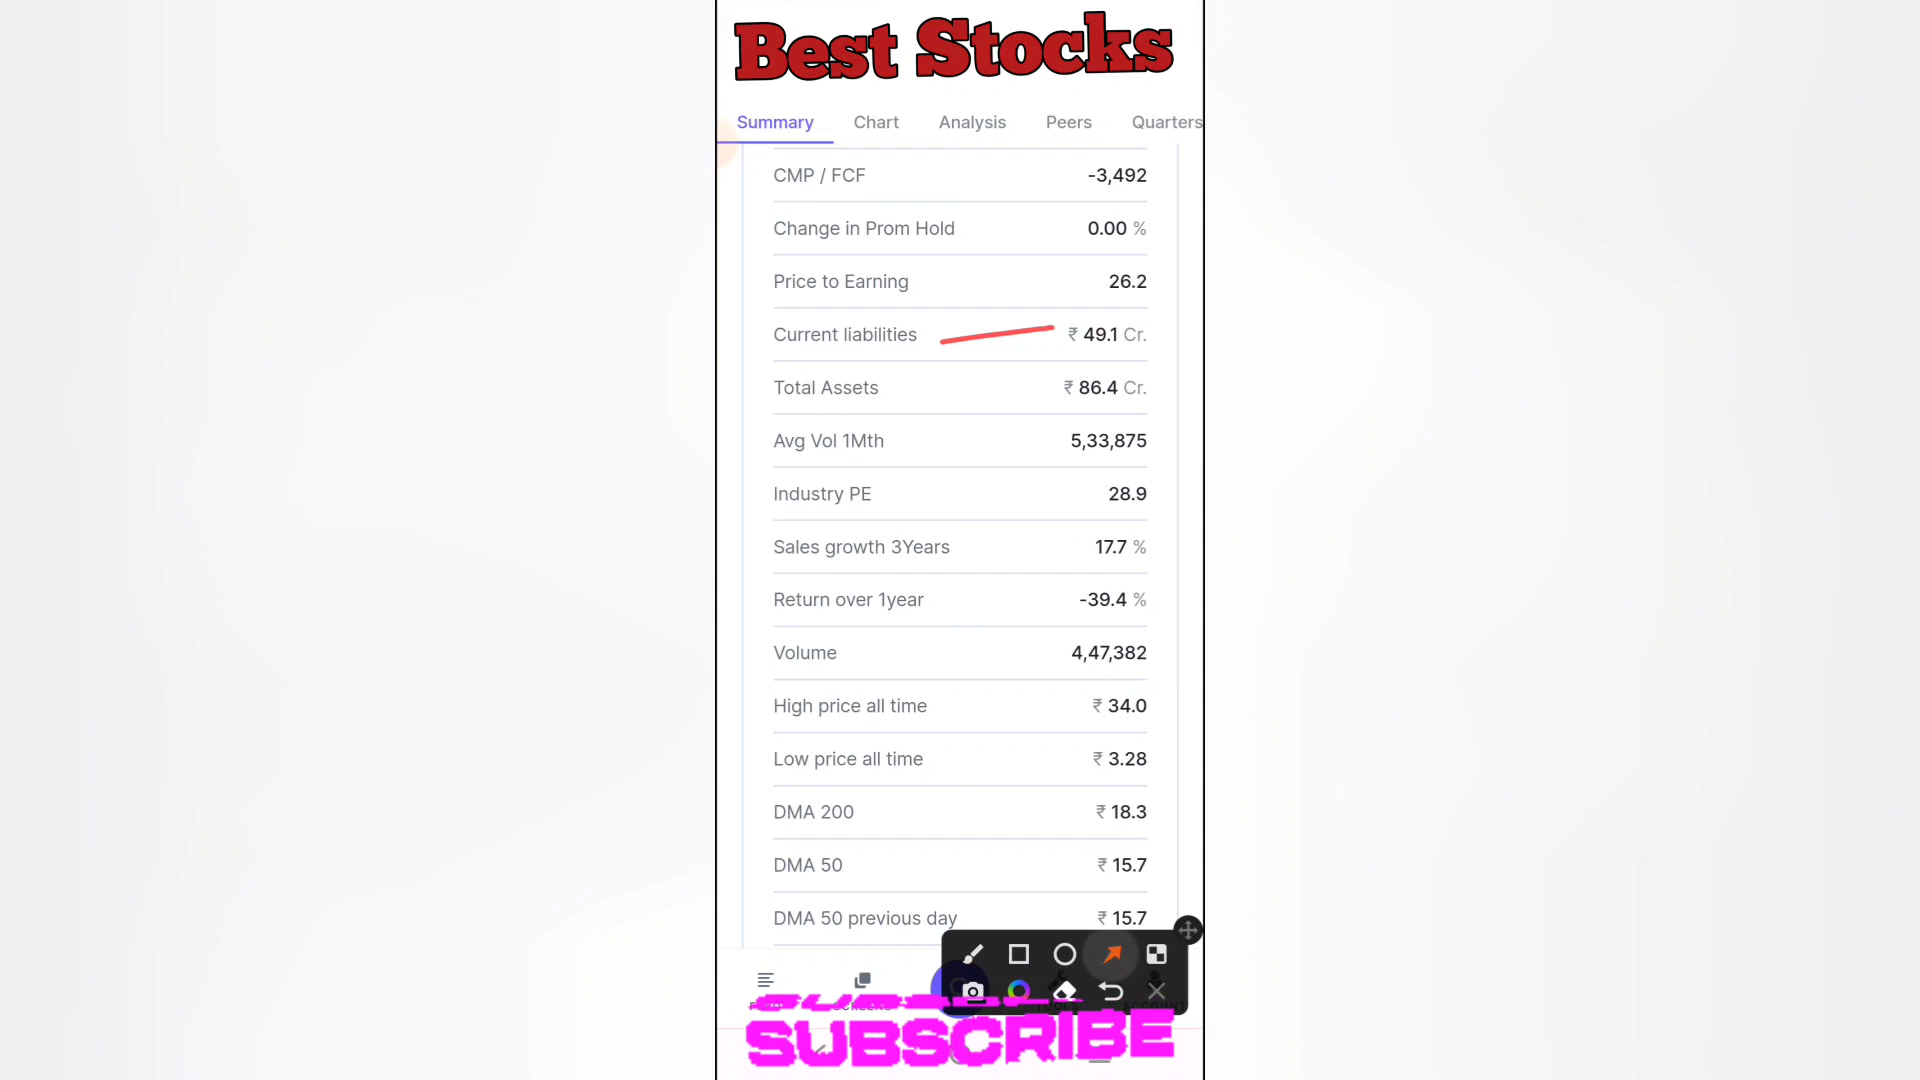 Best Stocks
Summary Chart Analysis Peers Quarters
CMP / FCF -3,492
Change in Prom Hold 0.00 %
Price to Earning 26.2
Current liabilities ₹ 49.1 Cr.
Total Assets ₹ 86.4 Cr.
Avg Vol 1Mth 5,33,875
Industry PE 28.9
Sales growth 3Years 17.7 %
Return over 1year -39.4 %
Volume 4,47,382
High price all time ₹ 34.0
Low price all time ₹ 3.28
DMA 200 ₹ 18.3
DMA 50 ₹ 15.7
DMA 50 previous day ₹ 15.7
SUBSCRIBE